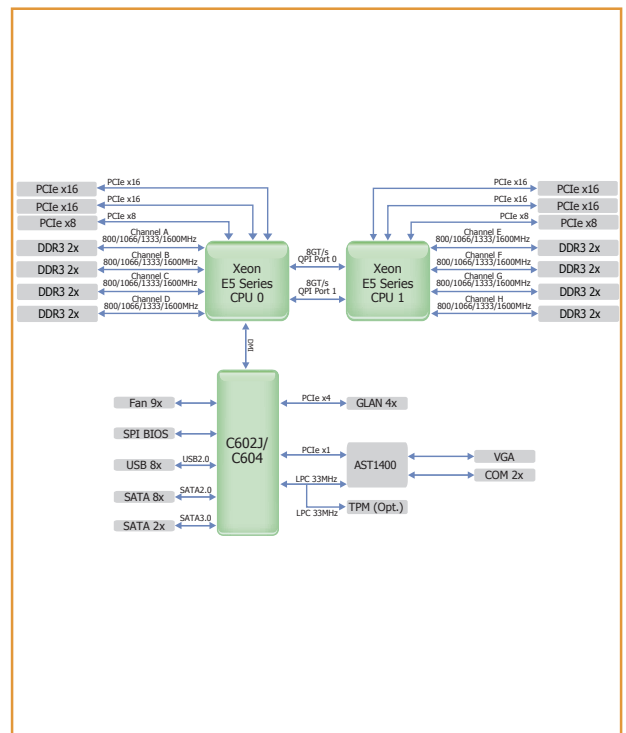 PCIe x16
PCIe x16
PCIe x16
PCIe x16
PCIe x16
PCIe x16
PCIe x16
PCIe x16
PCIe x8
PCIe x8
PCIe x8
PCIe x8
DDR3 2x
Channel A
800/1066/1333/1600MHz
DDR3 2x
Channel B
800/1066/1333/1600MHz
DDR3 2x
Channel C
800/1066/1333/1600MHz
DDR3 2x
Channel D
800/1066/1333/1600MHz
Xeon
E5 Series
CPU 0
8GT/s
QPI Port 0
8GT/s
QPI Port 1
Xeon
E5 Series
CPU 1
Channel E
800/1066/1333/1600MHz
DDR3 2x
Channel F
800/1066/1333/1600MHz
DDR3 2x
Channel G
800/1066/1333/1600MHz
DDR3 2x
Channel H
800/1066/1333/1600MHz
DDR3 2x
DMI
Fan 9x
SPI BIOS
USB 8x
USB2.0
SATA 8x
SATA2.0
SATA 2x
SATA3.0
C602J/
C604
PCIe x4
GLAN 4x
PCIe x1
LPC 33MHz
AST1400
VGA
COM 2x
LPC 33MHz
TPM (Opt.)